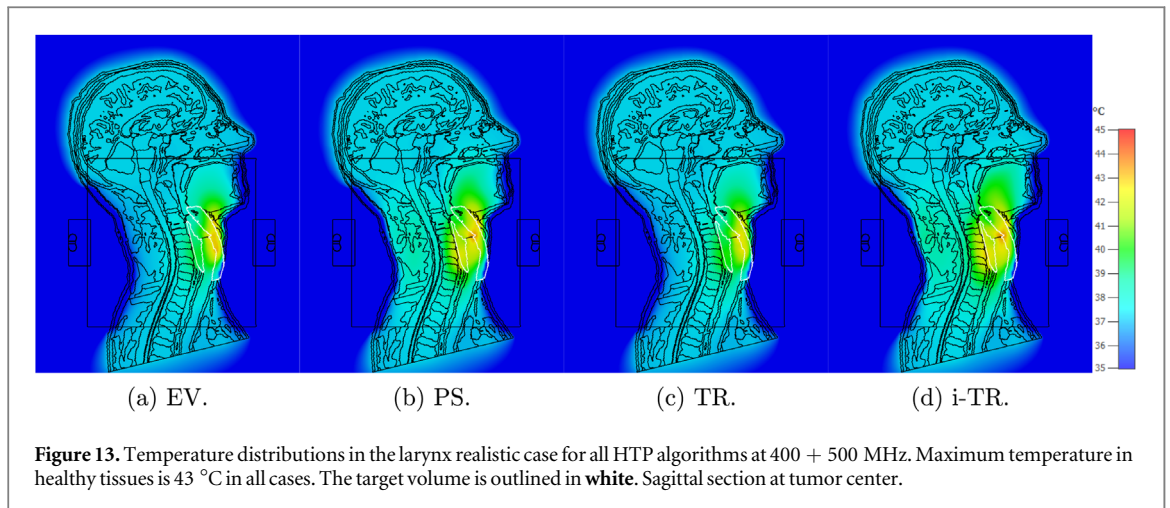 °C
45
44
43
42
41
40
39
38
37
36
35
(a) EV.
(b) PS.
(c) TR.
(d) i-TR.
Figure 13. Temperature distributions in the larynx realistic case for all HTP algorithms at 400 + 500 MHz. Maximum temperature in
healthy tissues is 43 °C in all cases. The target volume is outlined in white. Sagittal section at tumor center.